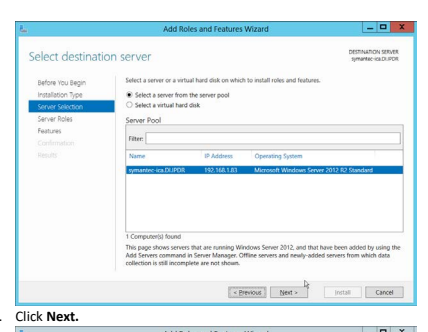 Add Roles and Features Wizard
Select destination server
DESTINATION SERVER
symantec-ica.DI.IPDR
Before You Begin
Installation Type
Server Selection
Server Roles
Features
Confirmation
Results
Select a server or a virtual hard disk on which to install roles and features.
Select a server from the server pool
Select a virtual hard disk
Server Pool
Filter:
Name IP Address Operating System
symantec-ica.DI.IPDR 192.168.1.83 Microsoft Windows Server 2012 R2 Standard
1 Computer(s) found
This page shows servers that are running Windows Server 2012, and that have been added by using the
Add Servers command in Server Manager. Offline servers and newly-added servers from which data
collection is still incomplete are not shown.
< Previous Next > Install Cancel
Click Next.